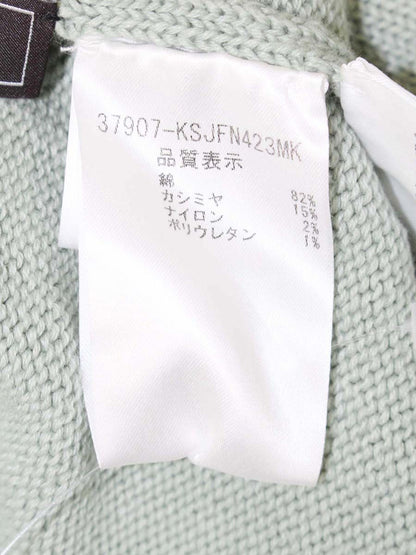 37907-KSJFN423MK
品質表示
綿 82%
カシミヤ 15%
ナイロン 2%
ポリウレタン 1%